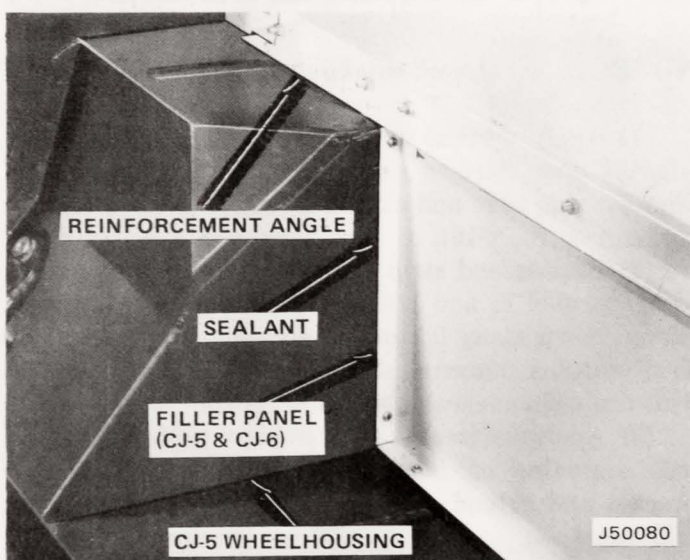 REINFORCEMENT ANGLE
SEALANT
FILLER PANEL
(CJ-5 & CJ-6)
CJ-5 WHEELHOUSING
J50080